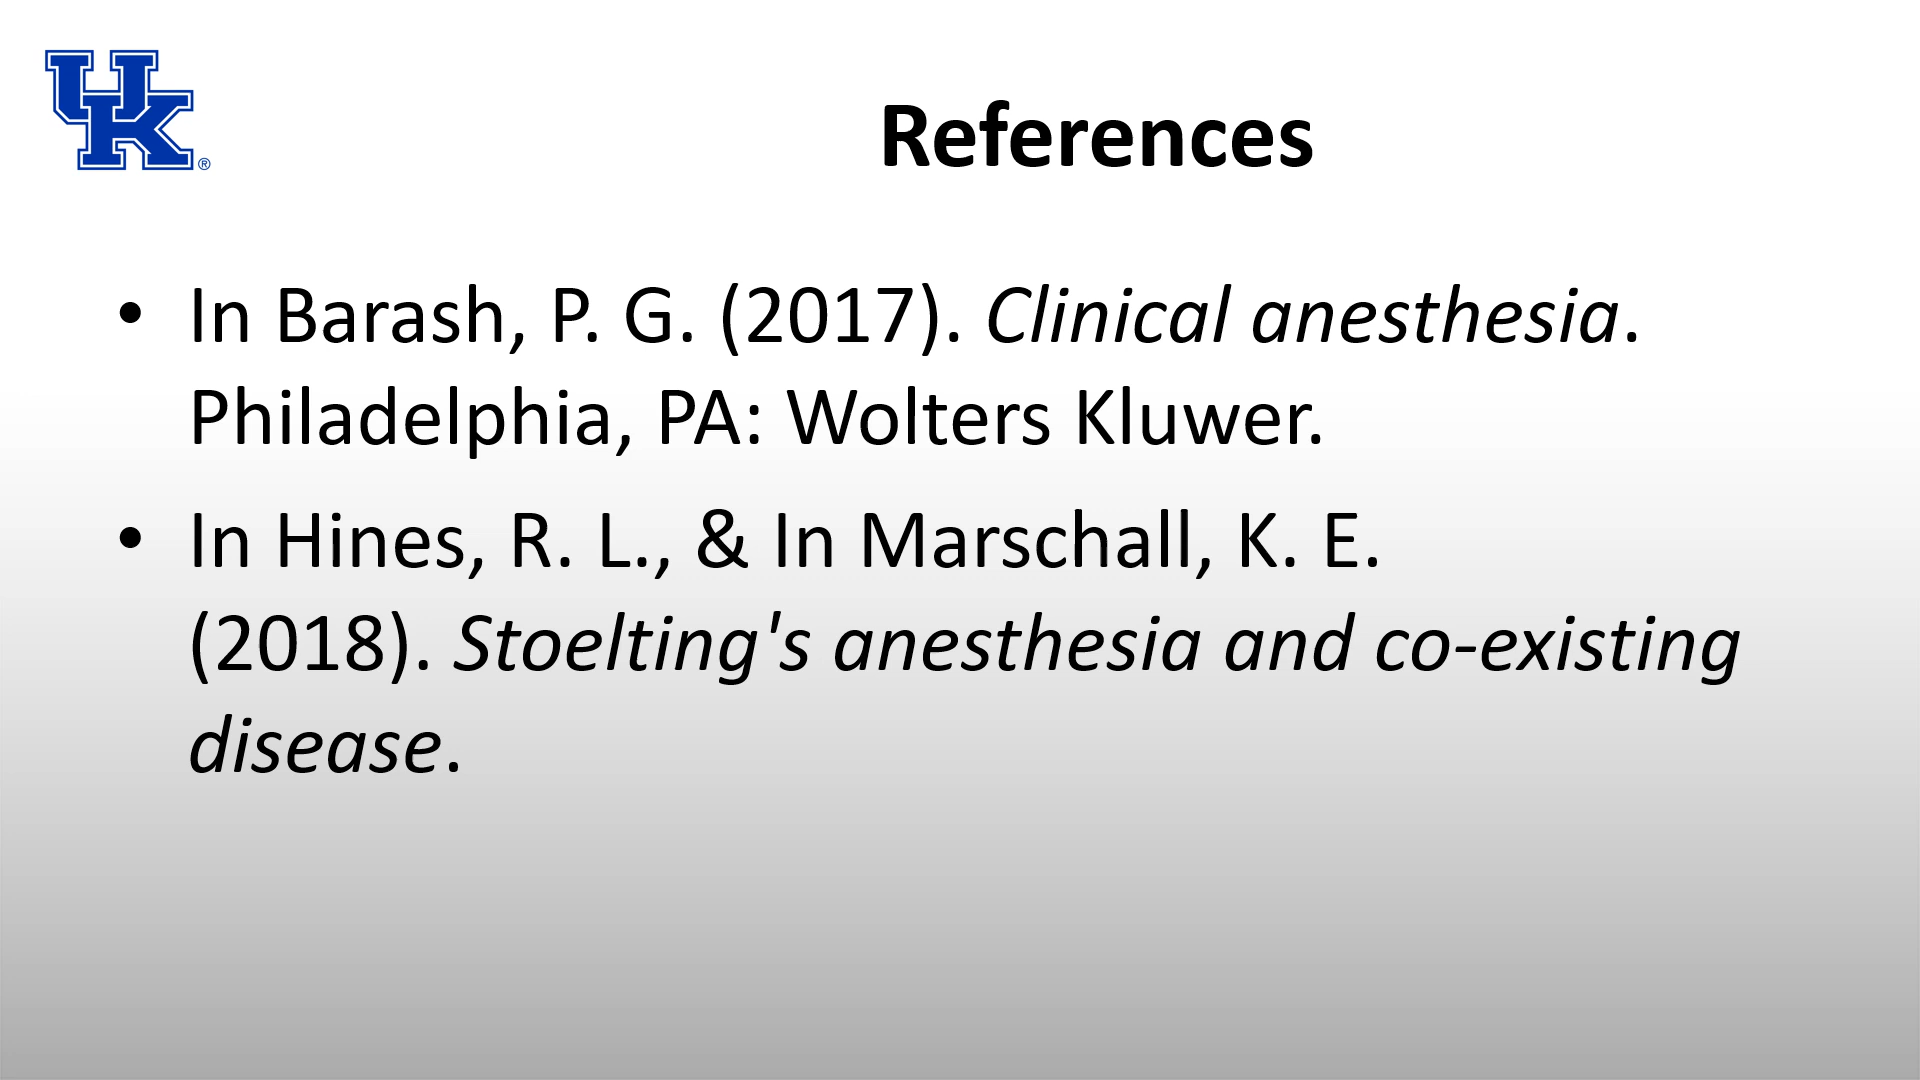 UK®
References
• In Barash, P. G. (2017). Clinical anesthesia.
Philadelphia, PA: Wolters Kluwer.
• In Hines, R. L., & In Marschall, K. E.
(2018). Stoelting's anesthesia and co-existing
disease.